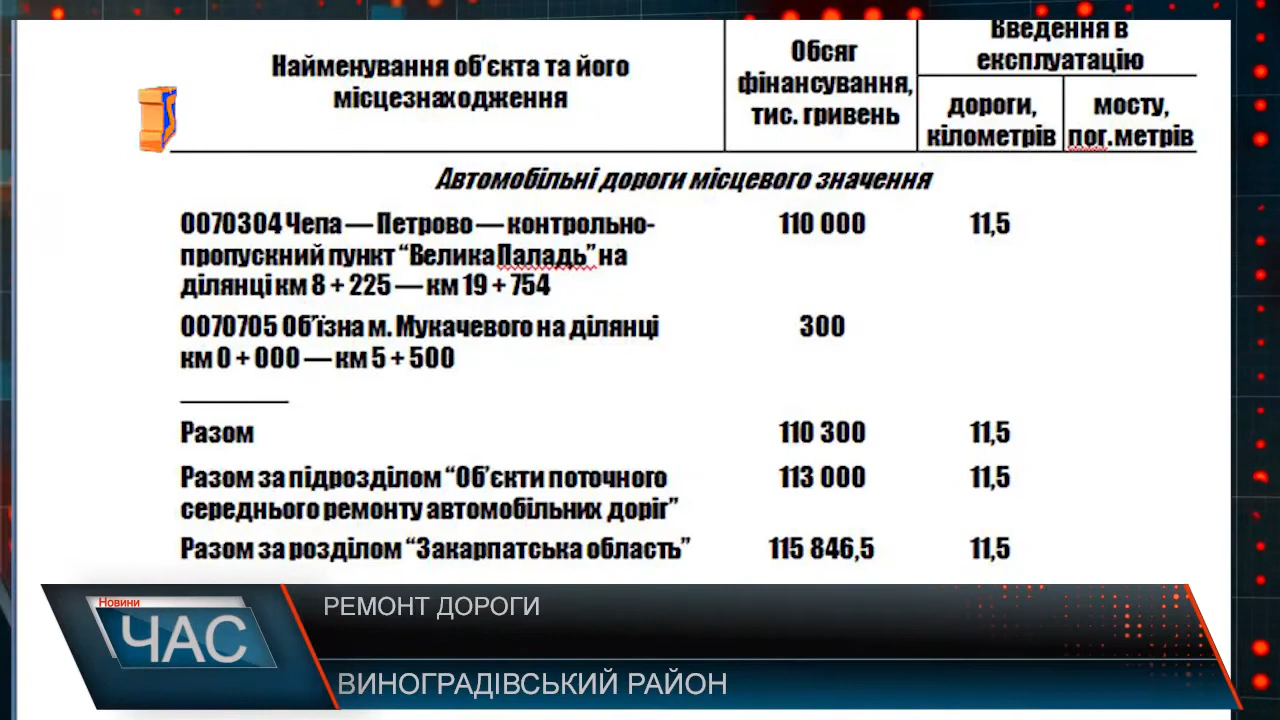 Найменування об’єкта та його
місцезнаходження
Обсяг
фінансування,
тис. гривень
Введення в
експлуатацію
дороги,
кілометрів
мосту,
пог.метрів
Автомобільні дороги місцевого значення
0070304 Чепа — Петрово — контрольно-
пропускний пункт “Велика Паладь” на
ділянці км 8 + 225 — км 19 + 754
110 000
11,5
0070705 Об’їзна м. Мукачевого на ділянці
км 0 + 000 — км 5 + 500
300
Разом
110 300
11,5
Разом за підрозділом “Об’єкти поточного
середнього ремонту автомобільних доріг”
113 000
11,5
Разом за розділом “Закарпатська область”
115 846,5
11,5
Новини
ЧАС
РЕМОНТ ДОРОГИ
ВИНОГРАДІВСЬКИЙ РАЙОН